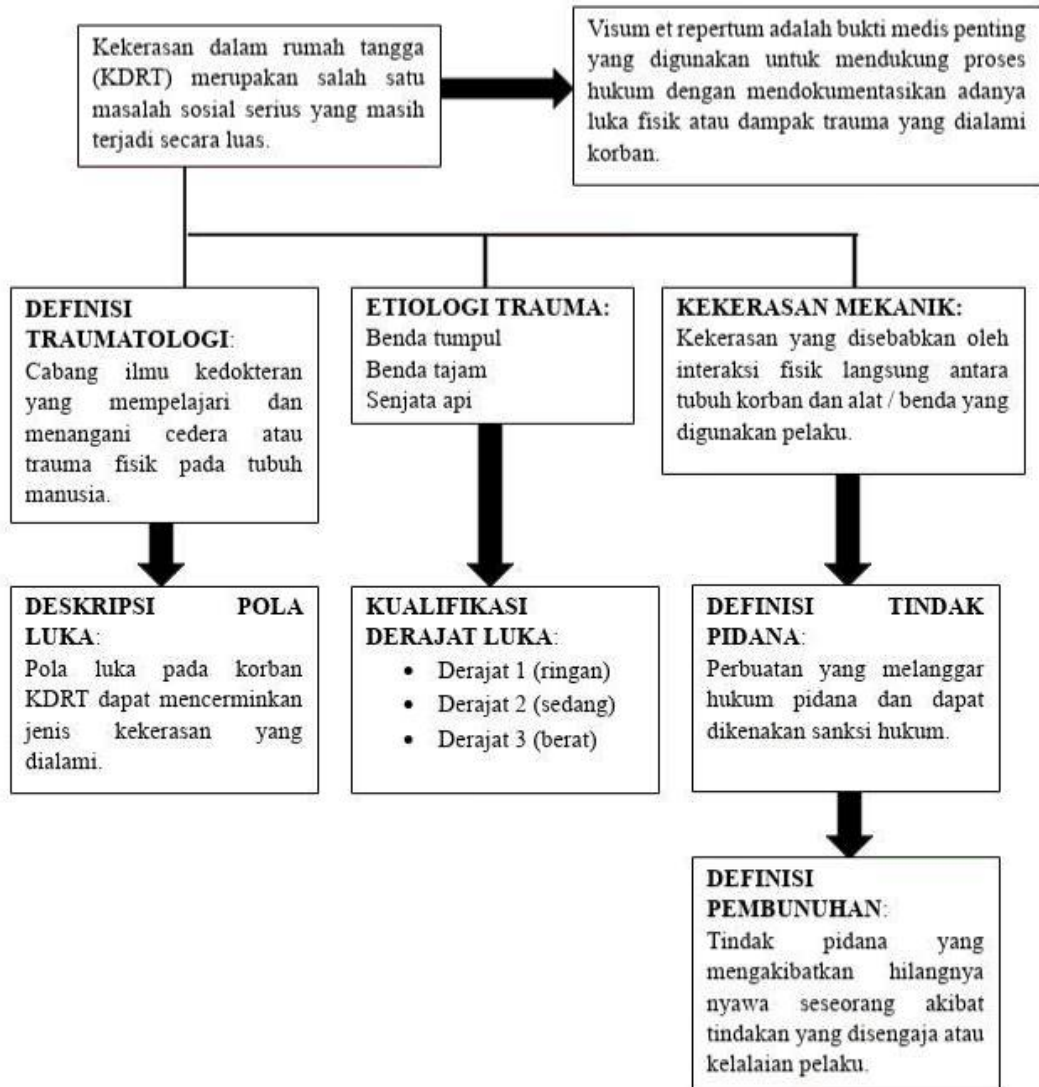 Kekerasan dalam rumah tangga
(KDRT) merupakan salah satu
masalah sosial serius yang masih
terjadi secara luas.
Visum et repertum adalah bukti medis penting
yang digunakan untuk mendukung proses
hukum dengan mendokumentasikan adanya
luka fisik atau dampak trauma yang dialami
korban.
DEFINISI
TRAUMATOLOGI:
Cabang ilmu kedokteran
yang mempelajari dan
menangani cedera atau
trauma fisik pada tubuh
manusia.
ETIOLOGI TRAUMA:
Benda tumpul
Benda tajam
Senjata api
KEKERASAN MEKANIK:
Kekerasan yang disebabkan oleh
interaksi fisik langsung antara
tubuh korban dan alat / benda yang
digunakan pelaku.
DESKRIPSI POLA
LUKA:
Pola luka pada korban
KDRT dapat mencerminkan
jenis kekerasan yang
dialami.
KUALIFIKASI
DERAJAT LUKA:
• Derajat 1 (ringan)
• Derajat 2 (sedang)
• Derajat 3 (berat)
DEFINISI TINDAK
PIDANA:
Perbuatan yang melanggar
hukum pidana dan dapat
dikenakan sanksi hukum.
DEFINISI
PEMBUNUHAN:
Tindak pidana yang
mengakibatkan hilangnya
nyawa seseorang akibat
tindakan yang disengaja atau
kelalaian pelaku.